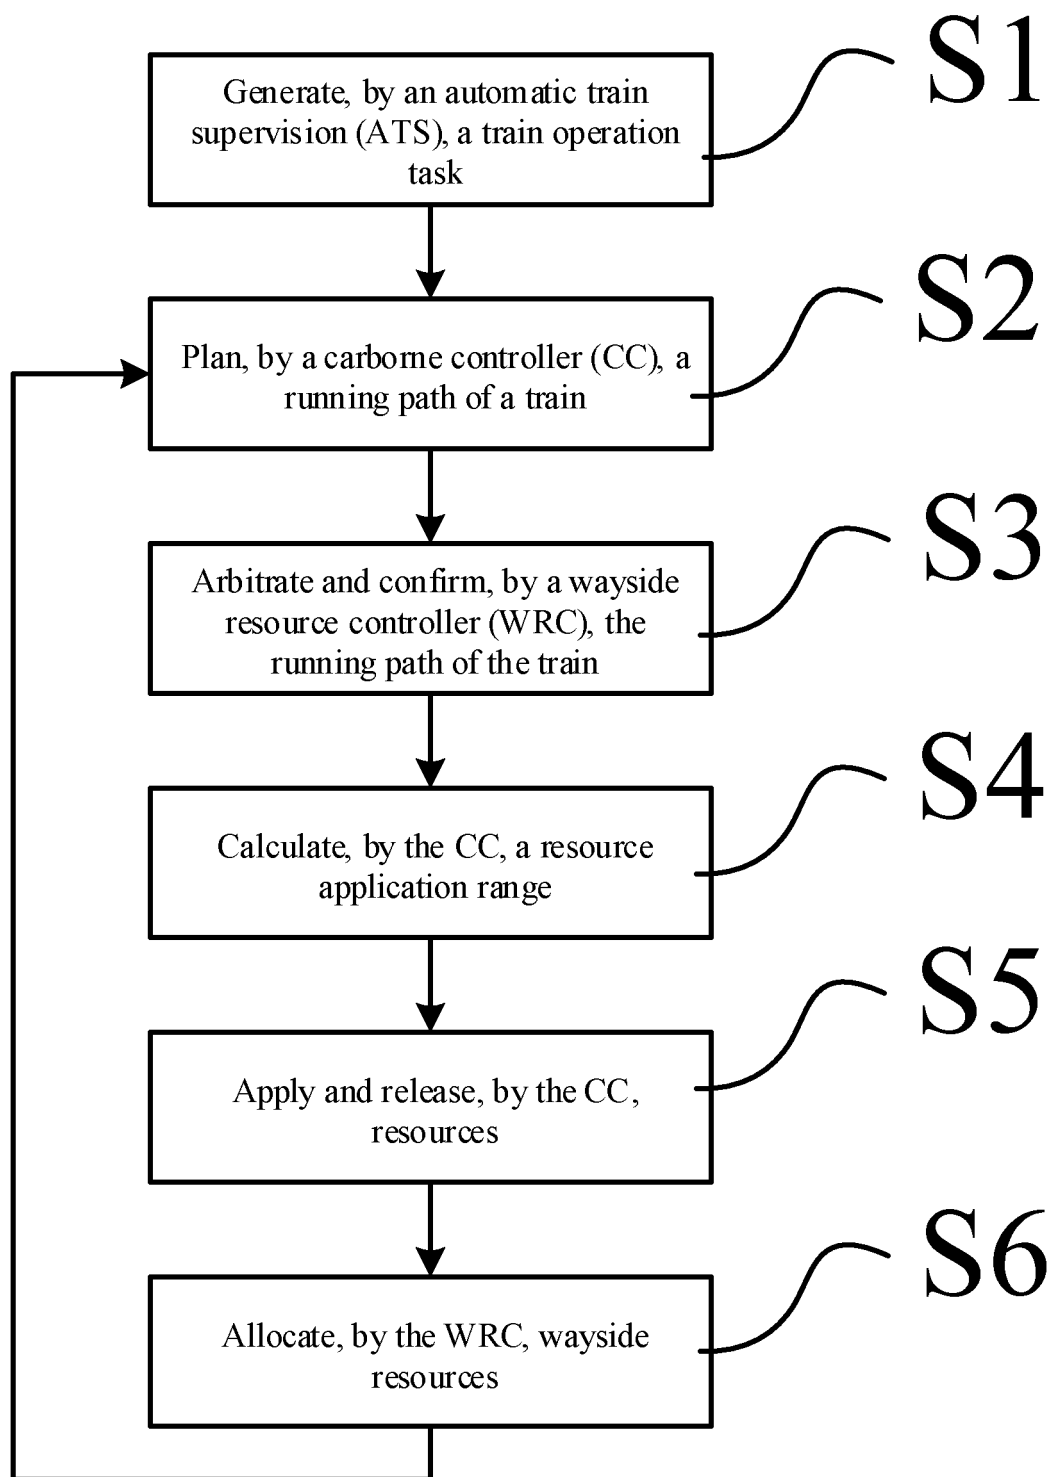 Generate, by an automatic train
supervision (ATS), a train operation
task
S1
Plan, by a carborne controller (CC), a
running path of a train
S2
Arbitrate and confirm, by a wayside
resource controller (WRC), the
running path of the train
S3
Calculate, by the CC, a resource
application range
S4
Apply and release, by the CC,
resources
S5
Allocate, by the WRC, wayside
resources
S6